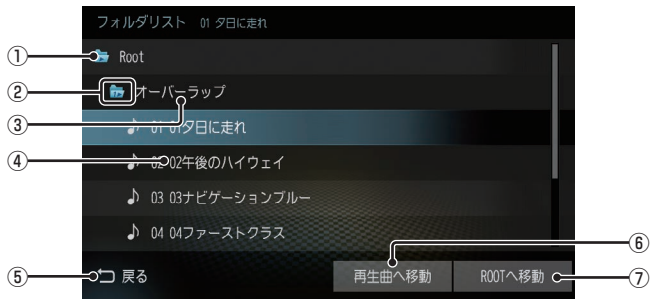 フォルダリスト 01 夕日に走れ
① Root
② オーバーラップ
③ 01 01夕日に走れ
④ 02 02午後のハイウェイ
03 03ナビゲーションブルー
04 04ファーストクラス
⑥
⑤ 戻る 再生曲へ移動 ROOTへ移動 ⑦